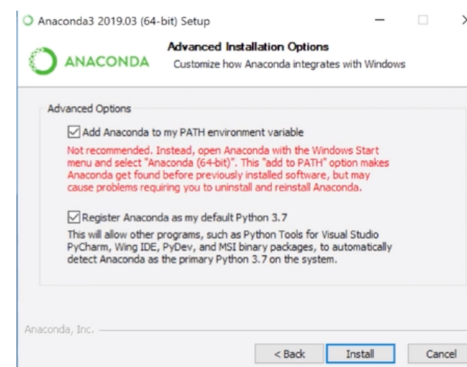 Anaconda3 2019.03 (64-bit) Setup
ANACONDA
Advanced Installation Options
Customize how Anaconda integrates with Windows
Advanced Options
Add Anaconda to my PATH environment variable
Not recommended. Instead, open Anaconda with the Windows Start
menu and select "Anaconda (64-bit)". This "add to PATH" option makes
Anaconda get found before previously installed software, but may
cause problems requiring you to uninstall and reinstall Anaconda.
Register Anaconda as my default Python 3.7
This will allow other programs, such as Python Tools for Visual Studio
PyCharm, Wing IDE, PyDev, and MSI binary packages, to automatically
detect Anaconda as the primary Python 3.7 on the system.
Anaconda, Inc.
< Back Install Cancel